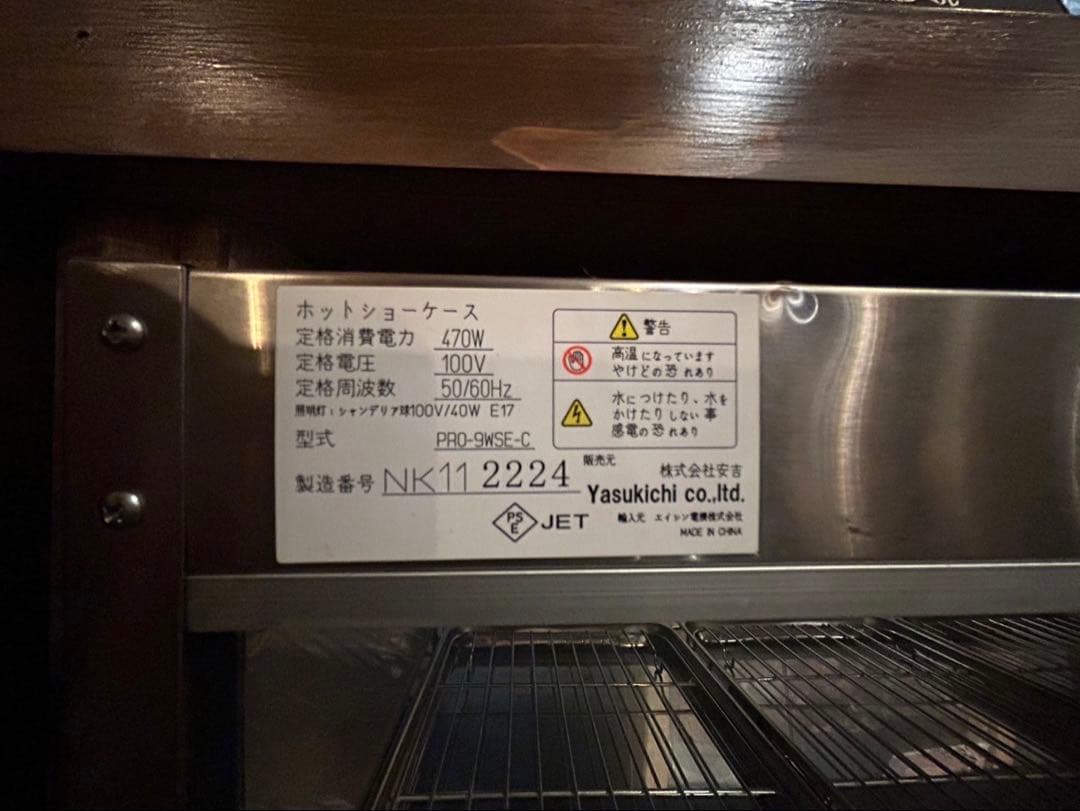 ホットショーケース
定格消費電力 470W
定格電圧 100V
定格周波数 50/60Hz
照明灯:シャンデリア球100V/40W E17
型式 PRO-9WSE-C
製造番号 NK11 2224
PSE JET
警告
高温になっています
やけどの恐れあり
水につけたり、水を
かけたりしない事
感電の恐れあり
販売元
株式会社安吉
Yasukichi co.,ltd.
輸入元 エイシン電機株式会社
MADE IN CHINA